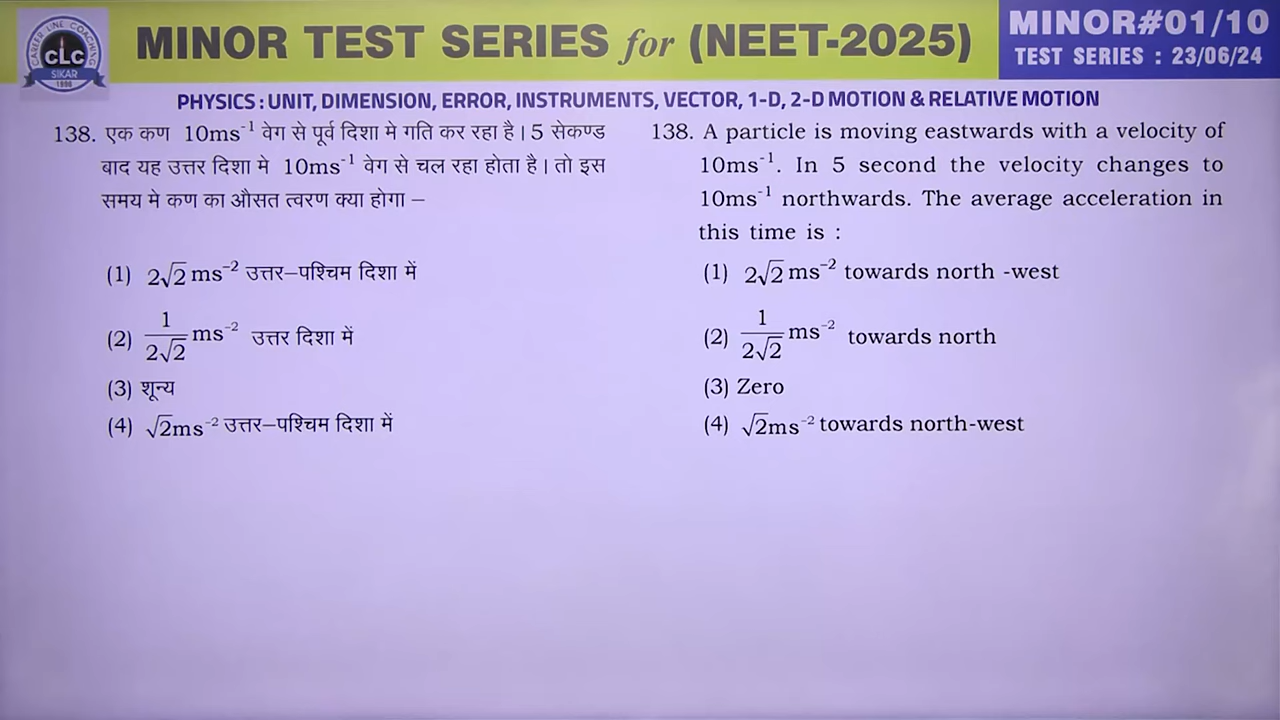 CAREER LINE COACHING
CLC
SIKAR
1996
MINOR TEST SERIES for (NEET-2025)
MINOR#01/10
TEST SERIES : 23/06/24
PHYSICS : UNIT, DIMENSION, ERROR, INSTRUMENTS, VECTOR, 1-D, 2-D MOTION & RELATIVE MOTION
138. एक कण 10ms⁻¹ वेग से पूर्व दिशा मे गति कर रहा है। 5 सेकण्ड
बाद यह उत्तर दिशा मे 10ms⁻¹ वेग से चल रहा होता है। तो इस
समय मे कण का औसत त्वरण क्या होगा –
(1) 2√2 ms⁻² उत्तर–पश्चिम दिशा में
(2) 1/2√2 ms⁻² उत्तर दिशा में
(3) शून्य
(4) √2ms⁻² उत्तर–पश्चिम दिशा में
138. A particle is moving eastwards with a velocity of
10ms⁻¹. In 5 second the velocity changes to
10ms⁻¹ northwards. The average acceleration in
this time is :
(1) 2√2 ms⁻² towards north -west
(2) 1/2√2 ms⁻² towards north
(3) Zero
(4) √2ms⁻² towards north-west